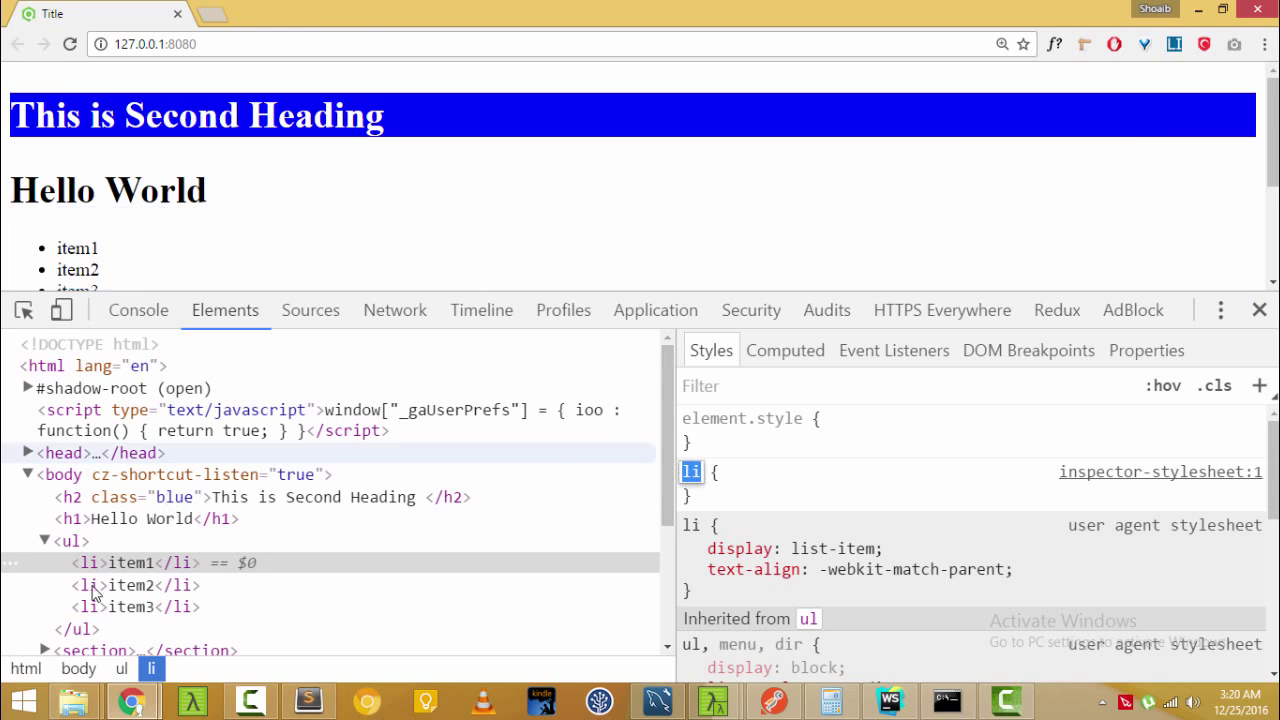 Title
Shoaib
127.0.0.1:8080
f?
LI
This is Second Heading
Hello World
item1
item2
Console Elements Sources Network Timeline Profiles Application Security Audits HTTPS Everywhere Redux AdBlock
<!DOCTYPE html>
<html lang="en">
#shadow-root (open)
<script type="text/javascript">window["_gaUserPrefs"] = { ioo :
function() { return true; } }</script>
<head>…</head>
<body cz-shortcut-listen="true">
<h2 class="blue">This is Second Heading </h2>
<h1>Hello World</h1>
<ul>
<li>item1</li> == $0
<li>item2</li>
<li>item3</li>
</ul>
<section>…</section>
html body ul li
Styles Computed Event Listeners DOM Breakpoints Properties
Filter :hov .cls +
element.style {
}
li { inspector-stylesheet:1
}
li { user agent stylesheet
display: list-item;
text-align: -webkit-match-parent;
}
Inherited from ul
Activate Windows
Go to PC settings to activate Windows.
ul, menu, dir { user agent stylesheet
display: block;
kindle
WS
3:20 AM
12/25/2016